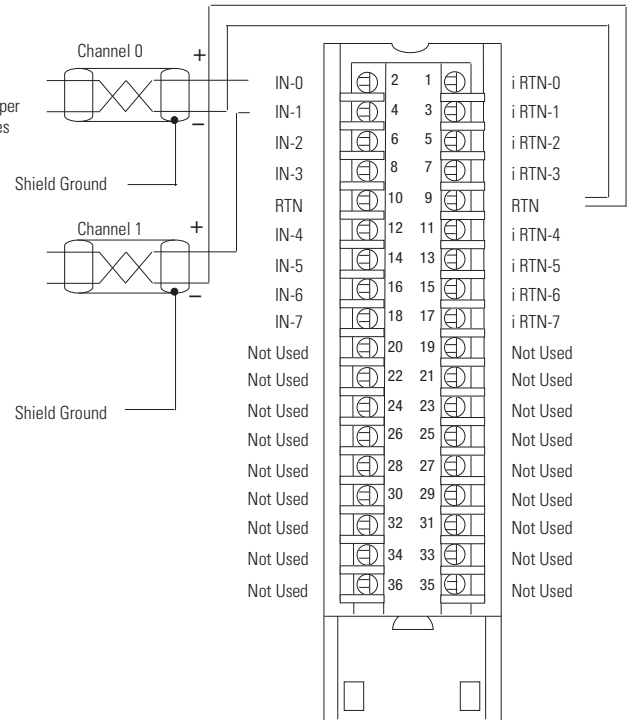 Channel 0
+
per
es
–
Shield Ground
Channel 1
+
–
Shield Ground
IN-0 2 1 i RTN-0
IN-1 4 3 i RTN-1
IN-2 6 5 i RTN-2
IN-3 8 7 i RTN-3
RTN 10 9 RTN
IN-4 12 11 i RTN-4
IN-5 14 13 i RTN-5
IN-6 16 15 i RTN-6
IN-7 18 17 i RTN-7
Not Used 20 19 Not Used
Not Used 22 21 Not Used
Not Used 24 23 Not Used
Not Used 26 25 Not Used
Not Used 28 27 Not Used
Not Used 30 29 Not Used
Not Used 32 31 Not Used
Not Used 34 33 Not Used
Not Used 36 35 Not Used